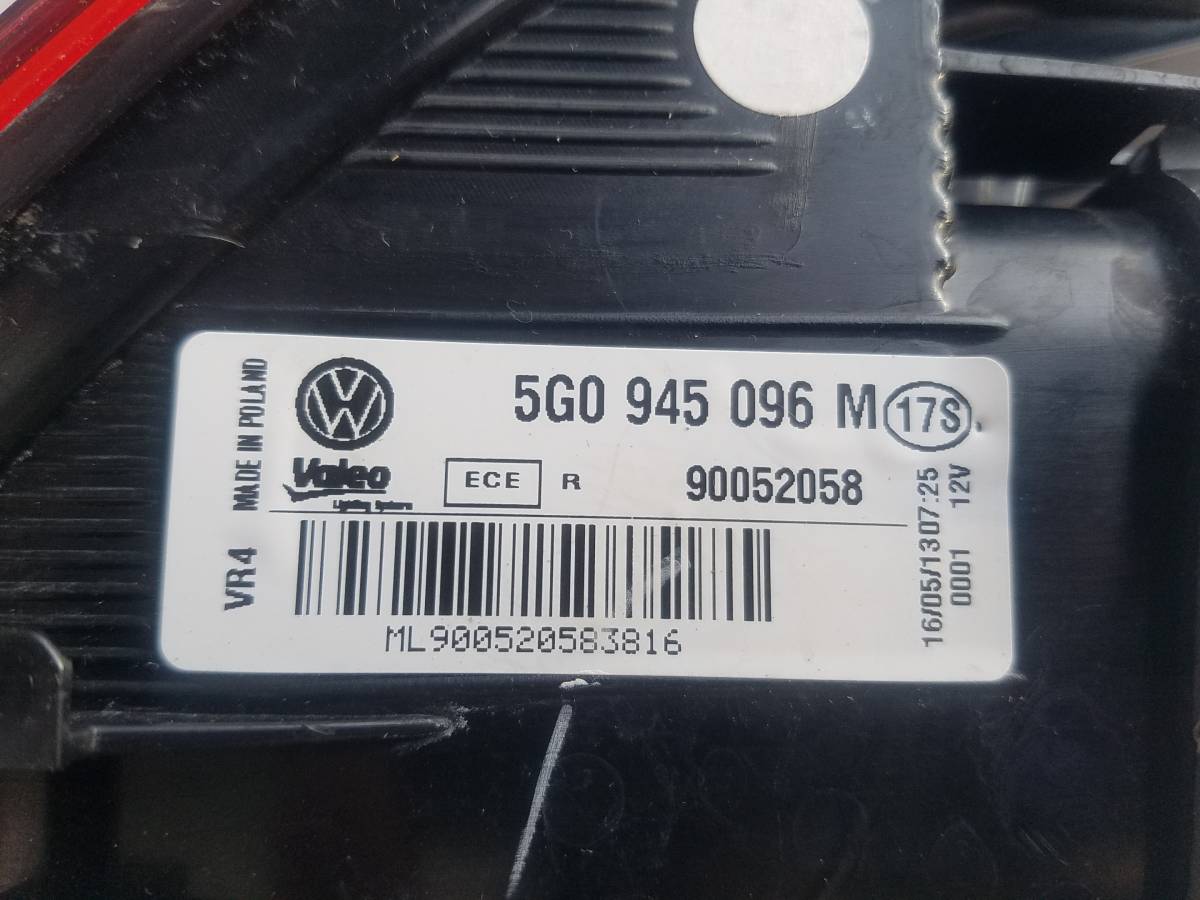 MADE IN POLAND
VR4
5G0 945 096 M 17S
Valeo
Lighting Systems
ECE R 90052058
ML900520583816
16/05/13 07:25
0001 12V